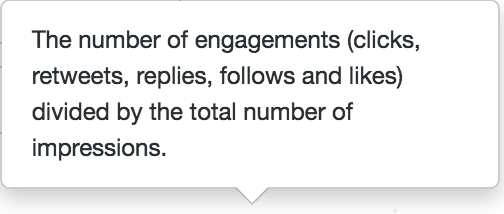 The number of engagements (clicks,
retweets, replies, follows and likes)
divided by the total number of
impressions.